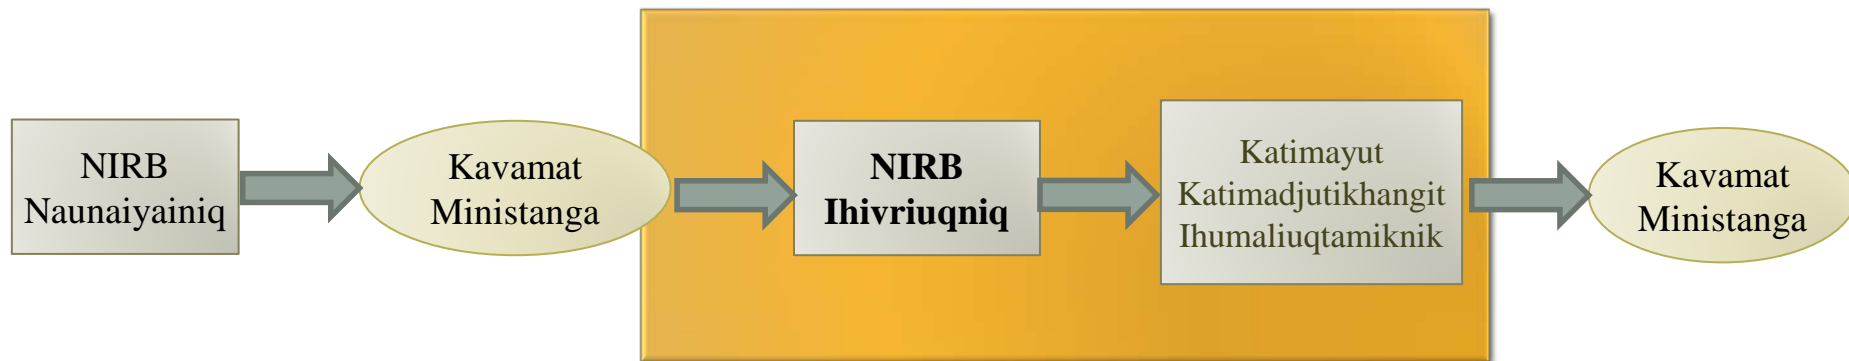 NIRB
Naunaiyainiq
Kavamat
Ministanga
NIRB
Ihivriuqniq
Katimayut
Katimadjutikhangit
Ihumaliuqtamiknik
Kavamat
Ministanga